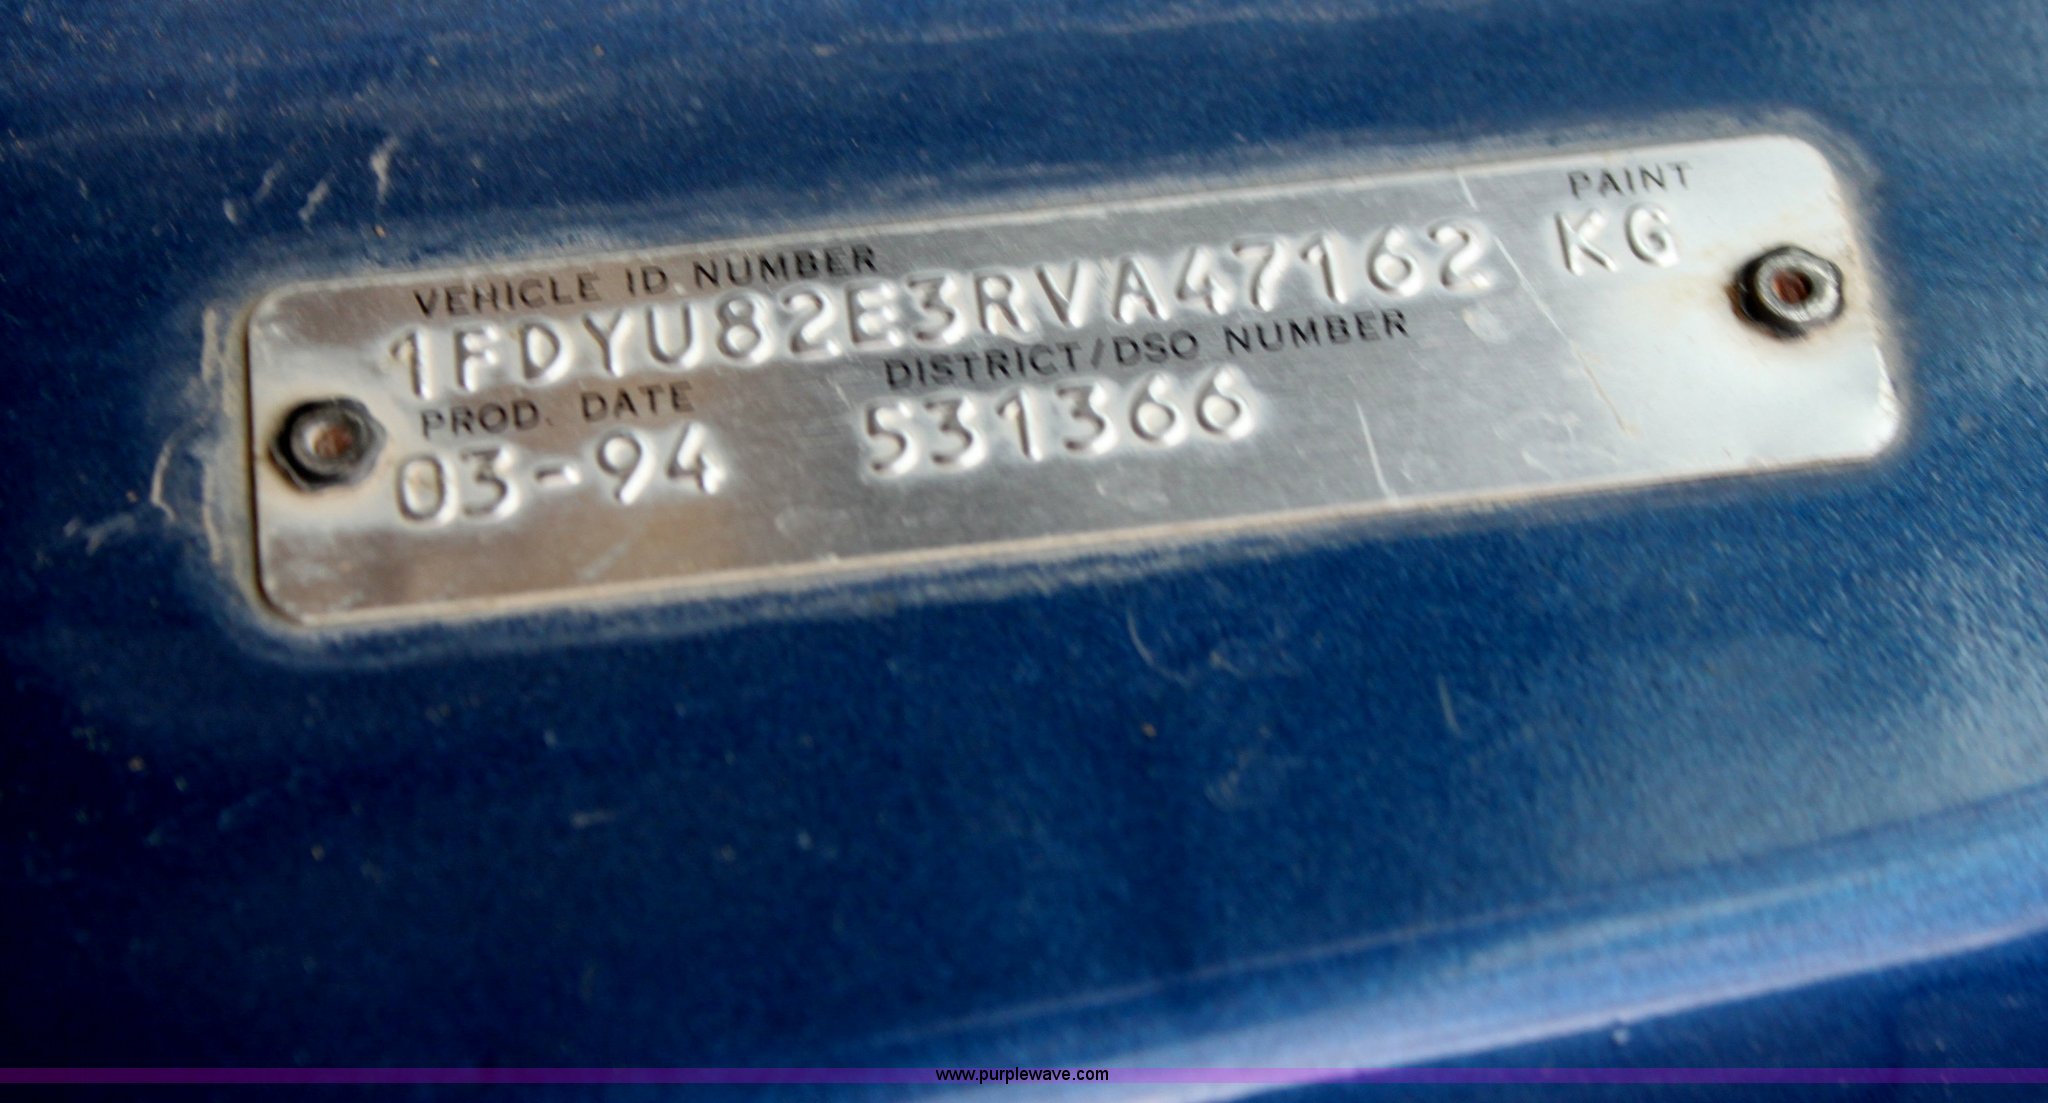 PAINT
VEHICLE ID. NUMBER
1FDYU82E3RVA47162 KG
PROD. DATE DISTRICT/DSO NUMBER
03-94 531366
www.purplewave.com